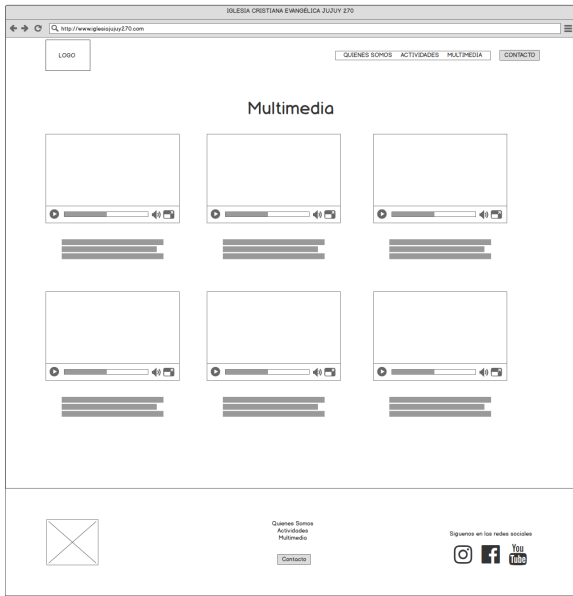 IGLESIA CRISTIANA EVANGÉLICA JUJUY 270
http://www.iglesiajujuy270.com
LOGO
QUIENES SOMOS ACTIVIDADES MULTIMEDIA CONTACTO
Multimedia
Quienes Somos
Actividades
Multimedia
Contacto
Siguenos en las redes sociales
You
Tube